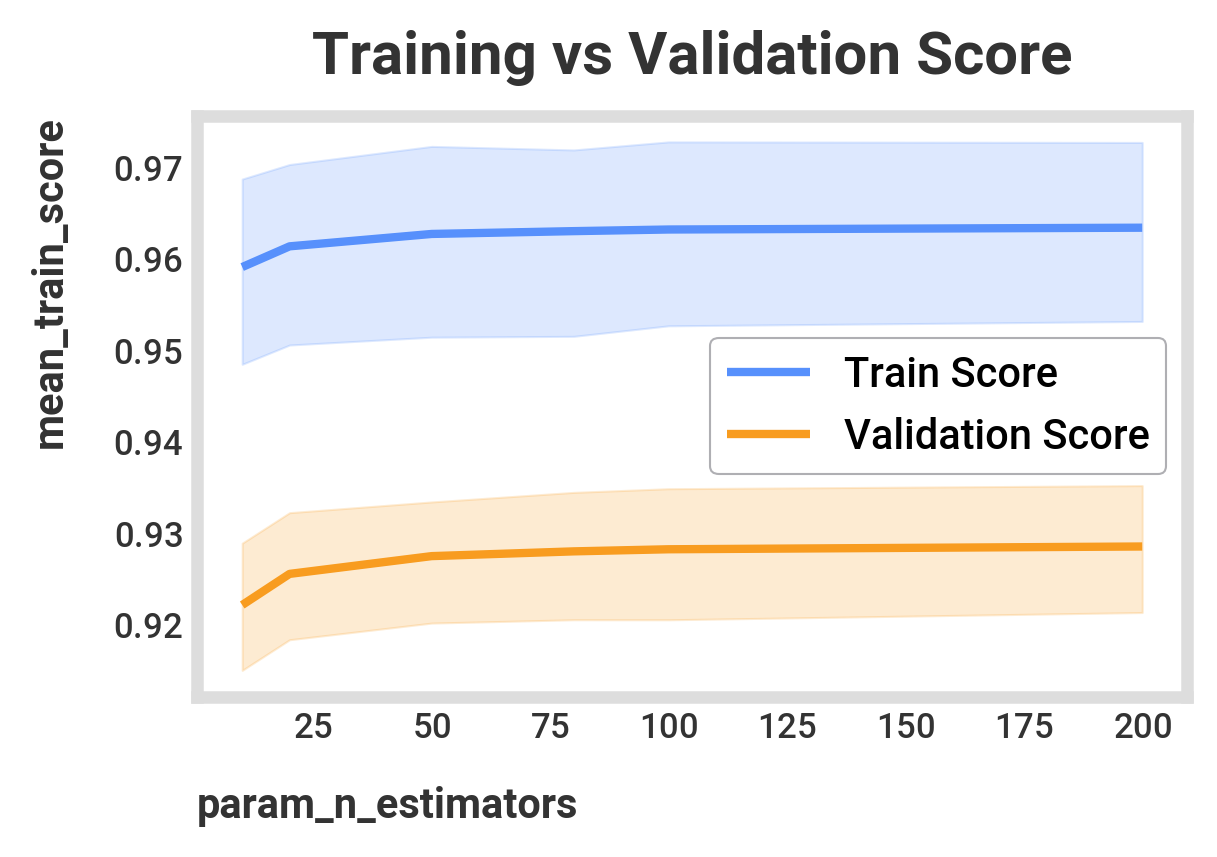 Training vs Validation Score
mean_train_score
0.97
0.96
0.95
0.94
0.93
0.92
Train Score
Validation Score
25 50 75 100 125 150 175 200
param_n_estimators